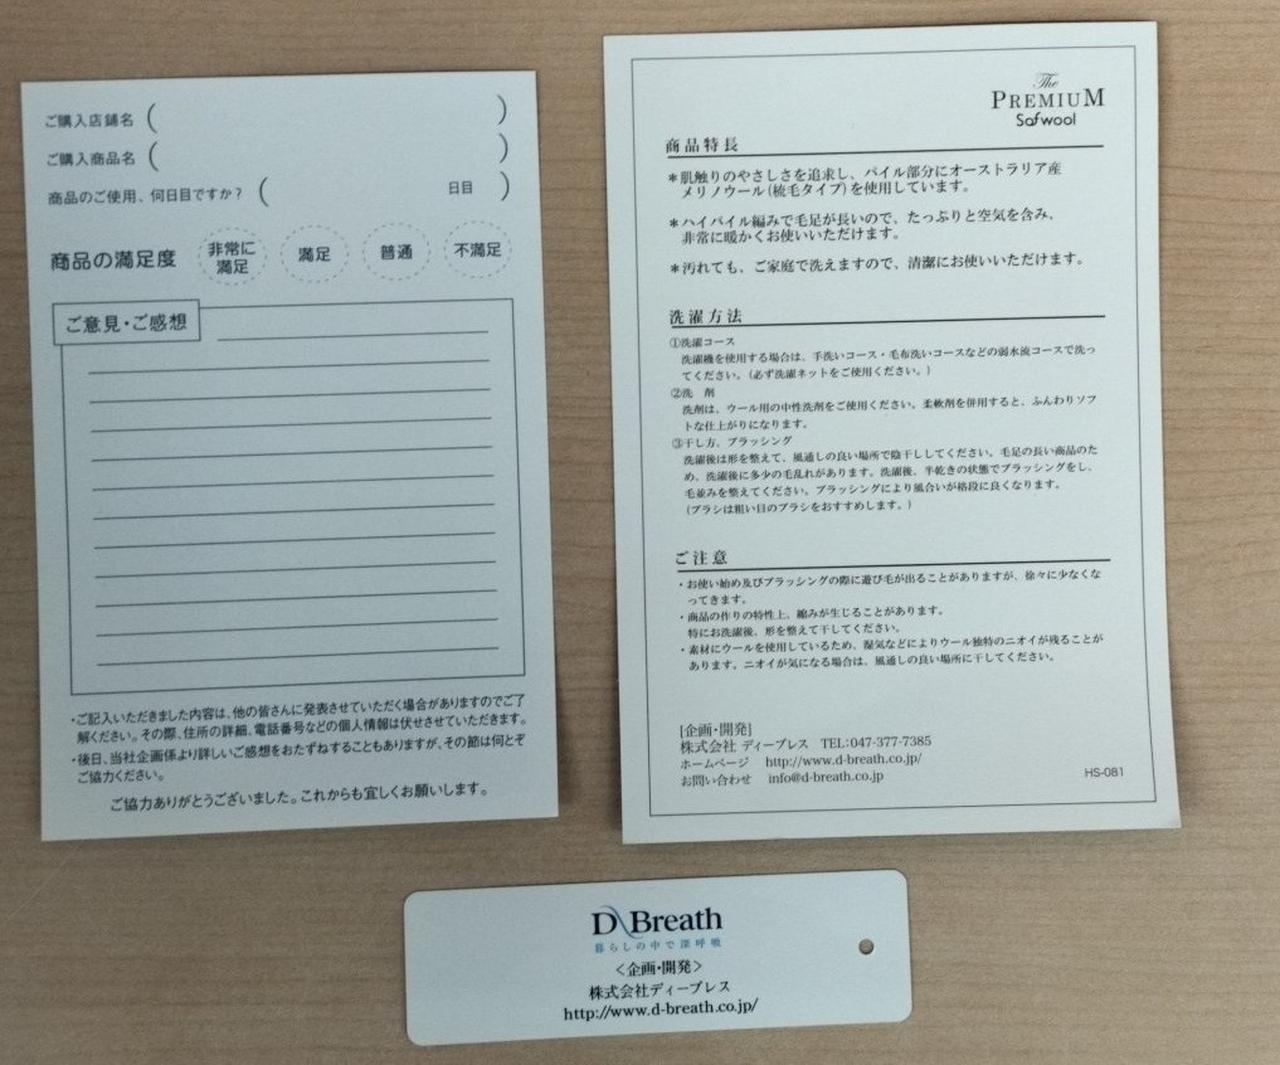 ご購入店鋪名 (　　)
ご購入商品名 (　　)
商品のご使用、何日目ですか? (　　日目　)
商品の満足度
非常に
満足
満足
普通
不満足
ご意見・ご感想
・ご記入いただきました内容は、他の皆さんに発表させていただく場合がありますのでご了
解ください。その際、住所の詳細、電話番号などの個人情報は伏せさせていただきます。
・後日、当社企画係より詳しいご感想をおたずねすることもありますが、その節は何とぞ
ご協力ください。
ご協力ありがとうございました。これからも宜しくお願いします。
The
PREMIUM
Sofwool
商品特長
*肌触りのやさしさを追求し、パイル部分にオーストラリア産
メリノウール(梳毛タイプ)を使用しています。
*ハイパイル編みで毛足が長いので、たっぷりと空気を含み、
非常に暖かくお使いいただけます。
*汚れても、ご家庭で洗えますので、清潔にお使いいただけます。
洗濯方法
①洗濯コース
洗濯機を使用する場合は、手洗いコース・毛布洗いコースなどの弱水流コースで洗っ
てください。(必ず洗濯ネットをご使用ください。)
②洗　剤
洗剤は、ウール用の中性洗剤をご使用ください。柔軟剤を併用すると、ふんわりソフ
トな仕上がりになります。
③干し方、ブラッシング
洗濯後は形を整えて、風通しの良い場所で陰干ししてください。毛足の長い商品のた
め、洗濯後に多少の毛乱れがあります。洗濯後、半乾きの状態でブラッシングをし、
毛並みを整えてください。ブラッシングにより風合いが格段に良くなります。
(ブラシは粗い目のブラシをおすすめします。)
ご注意
・お使い始め及びブラッシングの際に遊び毛が出ることがありますが、徐々に少なくな
ってきます。
・商品の作りの特性上、縮みが生じることがあります。
特にお洗濯後、形を整えて干してください。
・素材にウールを使用しているため、湿気などによりウール独特のニオイが残ることが
あります。ニオイが気になる場合は、風通しの良い場所に干してください。
[企画・開発]
株式会社 ディーブレス　TEL:047-377-7385
ホームページ　http://www.d-breath.co.jp/
お問い合わせ　info@d-breath.co.jp
HS-081
D Breath
暮らしの中で深呼吸
<企画・開発>
株式会社ディーブレス
http://www.d-breath.co.jp/